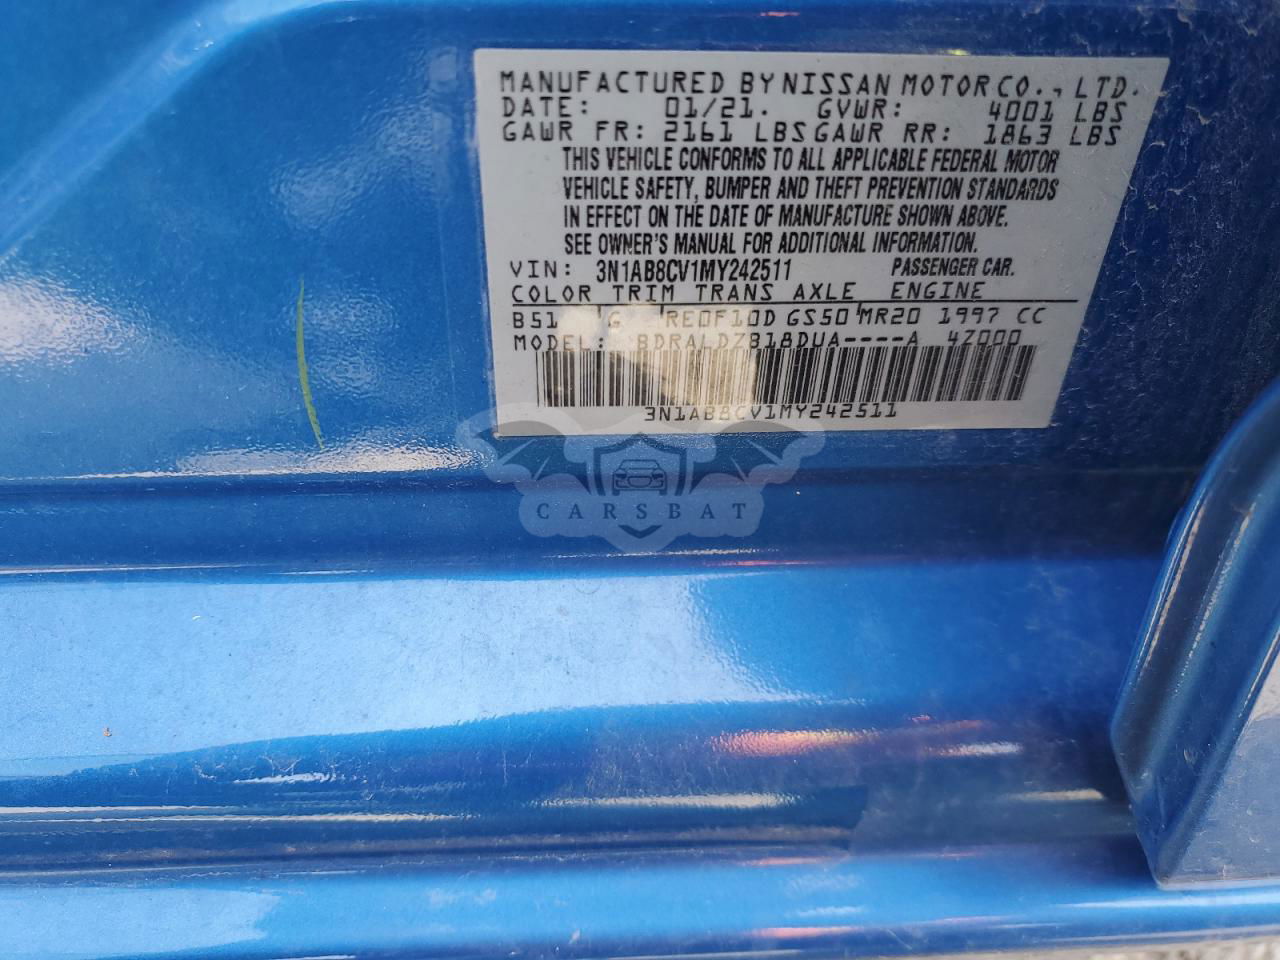 MANUFACTURED BY NISSAN MOTOR CO., LTD.
DATE: 01/21. GVWR: 4001 LBS
GAWR FR: 2161 LBS GAWR RR: 1863 LBS
THIS VEHICLE CONFORMS TO ALL APPLICABLE FEDERAL MOTOR
VEHICLE SAFETY, BUMPER AND THEFT PREVENTION STANDARDS
IN EFFECT ON THE DATE OF MANUFACTURE SHOWN ABOVE.
SEE OWNER'S MANUAL FOR ADDITIONAL INFORMATION.
VIN: 3N1AB8CV1MY242511 PASSENGER CAR.
COLOR TRIM TRANS AXLE ENGINE
B51 G RE0F10D GS50 MR20 1997 CC
MODEL: BDRALDZB18DUA----A 4Z000
3N1AB8CV1MY242511
CARSBAT